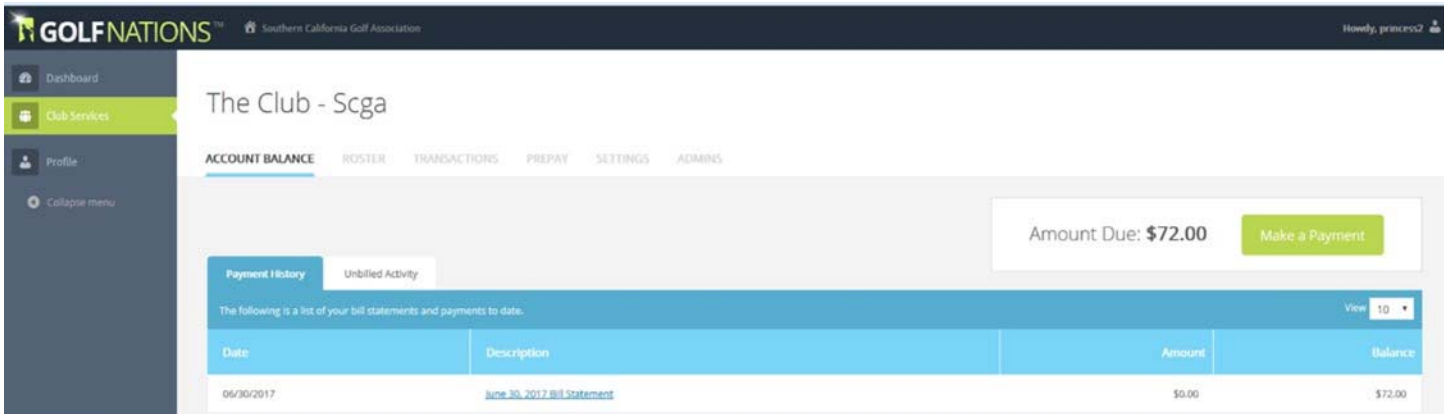 GOLFNATIONS™ Southern California Golf Association Howdy, princess2
Dashboard
Club Services
Profile
Collapse menu
The Club - Scga
ACCOUNT BALANCE ROSTER TRANSACTIONS PREPAY SETTINGS ADMINS
Amount Due: $72.00 Make a Payment
Payment History Unbilled Activity
The following is a list of your bill statements and payments to date. View 10
Date Description Amount Balance
06/30/2017 June 30, 2017 Bill Statement $0.00 $72.00